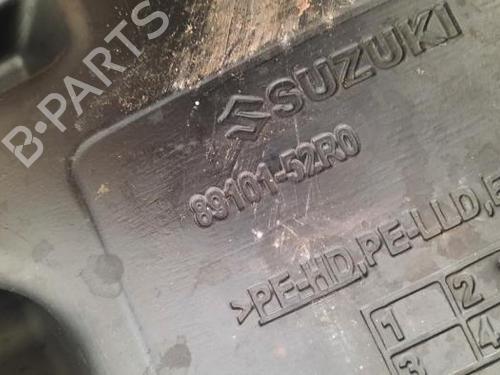 B-PARTS
SUZUKI
89101-52R0
>PE-HD,PE-LLD,E
1 2
3 4